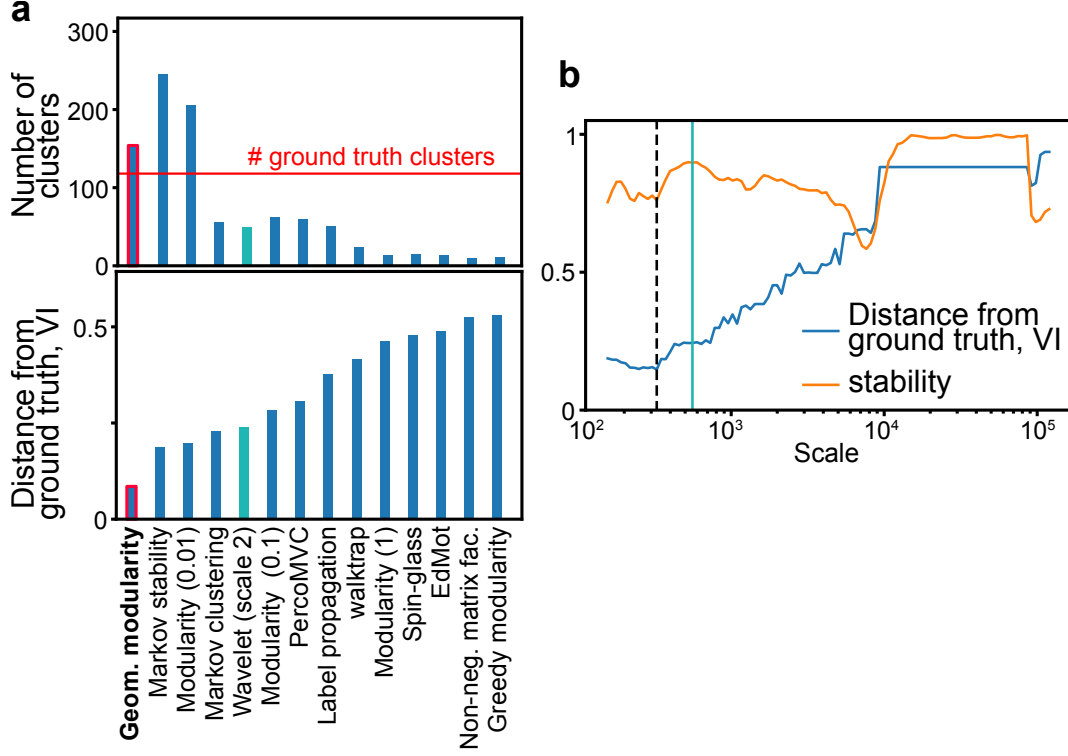 a
300
200
100
0
Number of
clusters
# ground truth clusters
0.5
0
Distance from
ground truth, VI
Geom. modularity
Markov stability
Modularity (0.01)
Markov clustering
Wavelet (scale 2)
Modularity (0.1)
PercoMVC
Label propagation
walktrap
Modularity (1)
Spin-glass
EdMot
Non-neg. matrix fac.
Greedy modularity
b
1
0.5
0
Distance from
ground truth, VI
stability
10² 10³ 10⁴ 10⁵
Scale